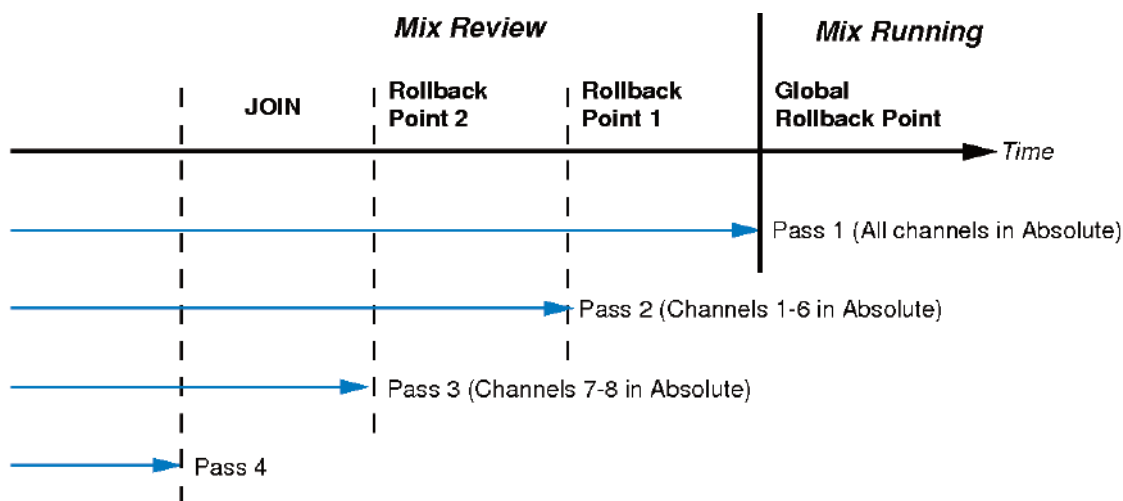 Mix Review
Mix Running
JOIN
Rollback
Point 2
Rollback
Point 1
Global
Rollback Point
Time
Pass 1 (All channels in Absolute)
Pass 2 (Channels 1-6 in Absolute)
Pass 3 (Channels 7-8 in Absolute)
Pass 4